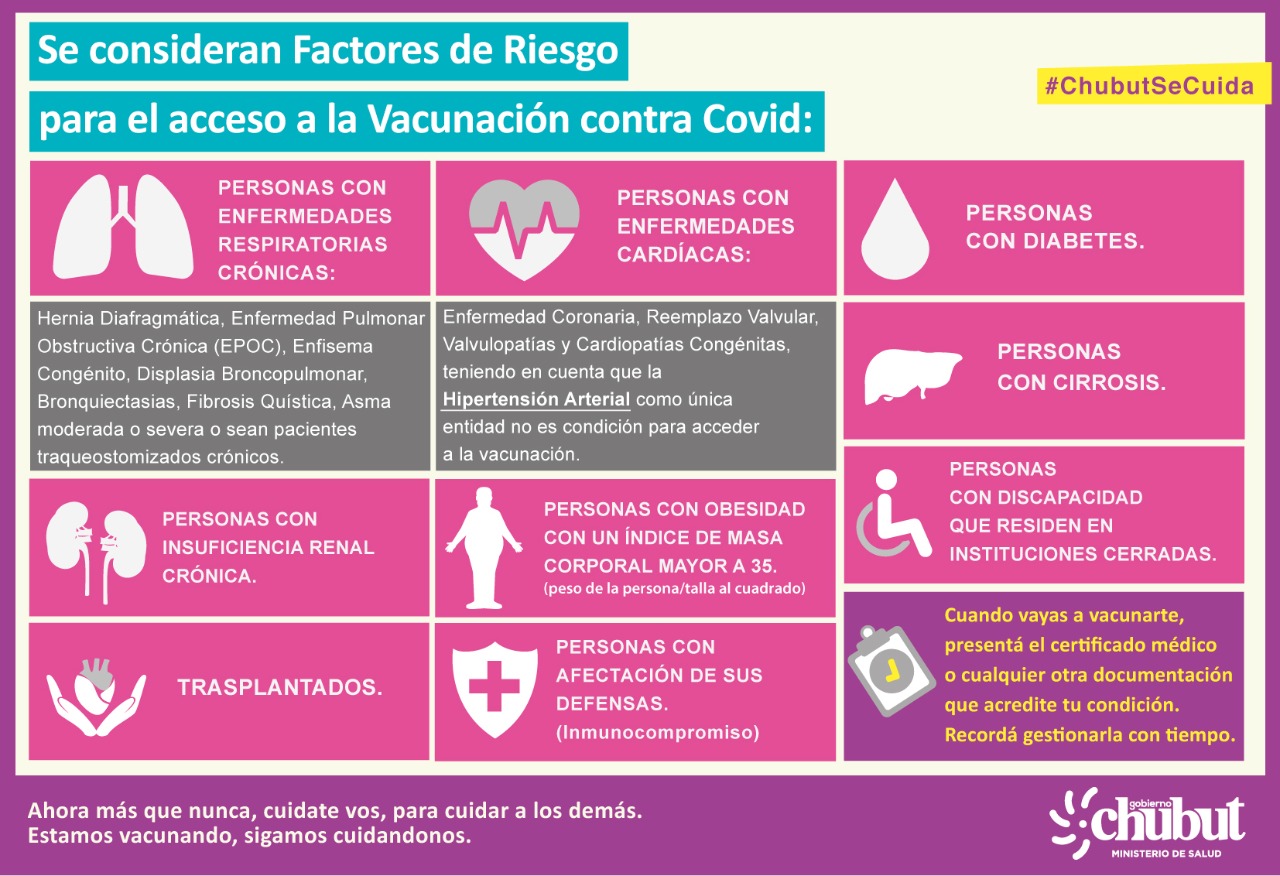 Se consideran Factores de Riesgo
para el acceso a la Vacunación contra Covid:
#ChubutSeCuida
PERSONAS CON
ENFERMEDADES
RESPIRATORIAS
CRÓNICAS:
Hernia Diafragmática, Enfermedad Pulmonar
Obstructiva Crónica (EPOC), Enfisema
Congénito, Displasia Broncopulmonar,
Bronquiectasias, Fibrosis Quística, Asma
moderada o severa o sean pacientes
traqueostomizados crónicos.
PERSONAS CON
ENFERMEDADES
CARDÍACAS:
Enfermedad Coronaria, Reemplazo Valvular,
Valvulopatías y Cardiopatías Congénitas,
teniendo en cuenta que la
Hipertensión Arterial como única
entidad no es condición para acceder
a la vacunación.
PERSONAS
CON DIABETES.
PERSONAS
CON CIRROSIS.
PERSONAS
CON DISCAPACIDAD
QUE RESIDEN EN
INSTITUCIONES CERRADAS.
PERSONAS CON
INSUFICIENCIA RENAL
CRÓNICA.
PERSONAS CON OBESIDAD
CON UN ÍNDICE DE MASA
CORPORAL MAYOR A 35.
(peso de la persona/talla al cuadrado)
TRASPLANTADOS.
PERSONAS CON
AFECTACIÓN DE SUS
DEFENSAS.
(Inmunocompromiso)
Cuando vayas a vacunarte,
presentá el certificado médico
o cualquier otra documentación
que acredite tu condición.
Recordá gestionarla con tiempo.
Ahora más que nunca, cuidate vos, para cuidar a los demás.
Estamos vacunando, sigamos cuidandonos.
gobierno
chubut
MINISTERIO DE SALUD